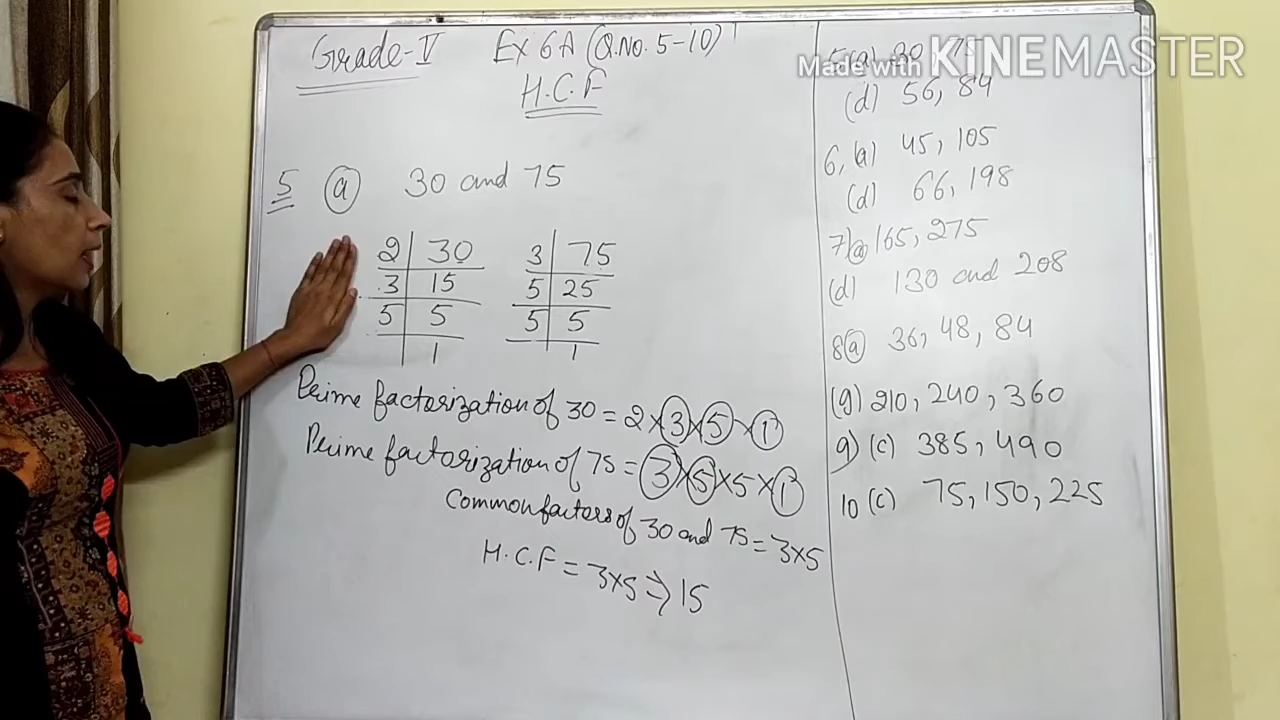 Grade-V Ex 6A (Q.No. 5-10)
H.C.F
5 (a) 30 and 75
2 | 30
3 | 15
5 | 5
1
3 | 75
5 | 25
5 | 5
1
Prime factorization of 30 = 2×3×5×1
Prime factorization of 75 = 3×5×5×1
Common factors of 30 and 75 = 3×5
H.C.F = 3×5 ⇒ 15
5 (a) 30, 75
Made with KINEMASTER
(d) 56, 84
6, (a) 45, 105
(d) 66, 198
7) (a) 165, 275
(d) 130 and 208
8 (a) 36, 48, 84
(g) 210, 240, 360
9) (c) 385, 490
10 (c) 75, 150, 225